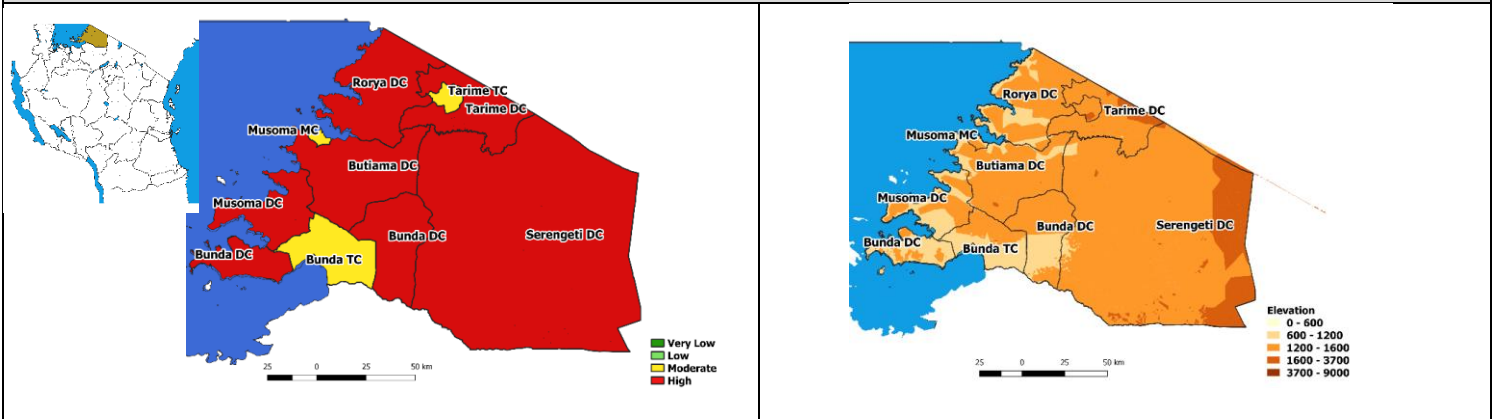 Rorya DC
Tarime TC
Tarime DC
Musoma MC
Butiama DC
Musoma DC
Bunda DC
Serengeti DC
Bunda DC
Bunda TC
Very Low
Low
Moderate
High
25 0 25 50 km
Rorya DC
Tarime DC
Musoma MC
Butiama DC
Musoma DC
Bunda DC
Serengeti DC
Bunda DC
Bunda TC
Elevation
0 - 600
600 - 1200
1200 - 1600
1600 - 3700
3700 - 9000
25 0 25 50 km